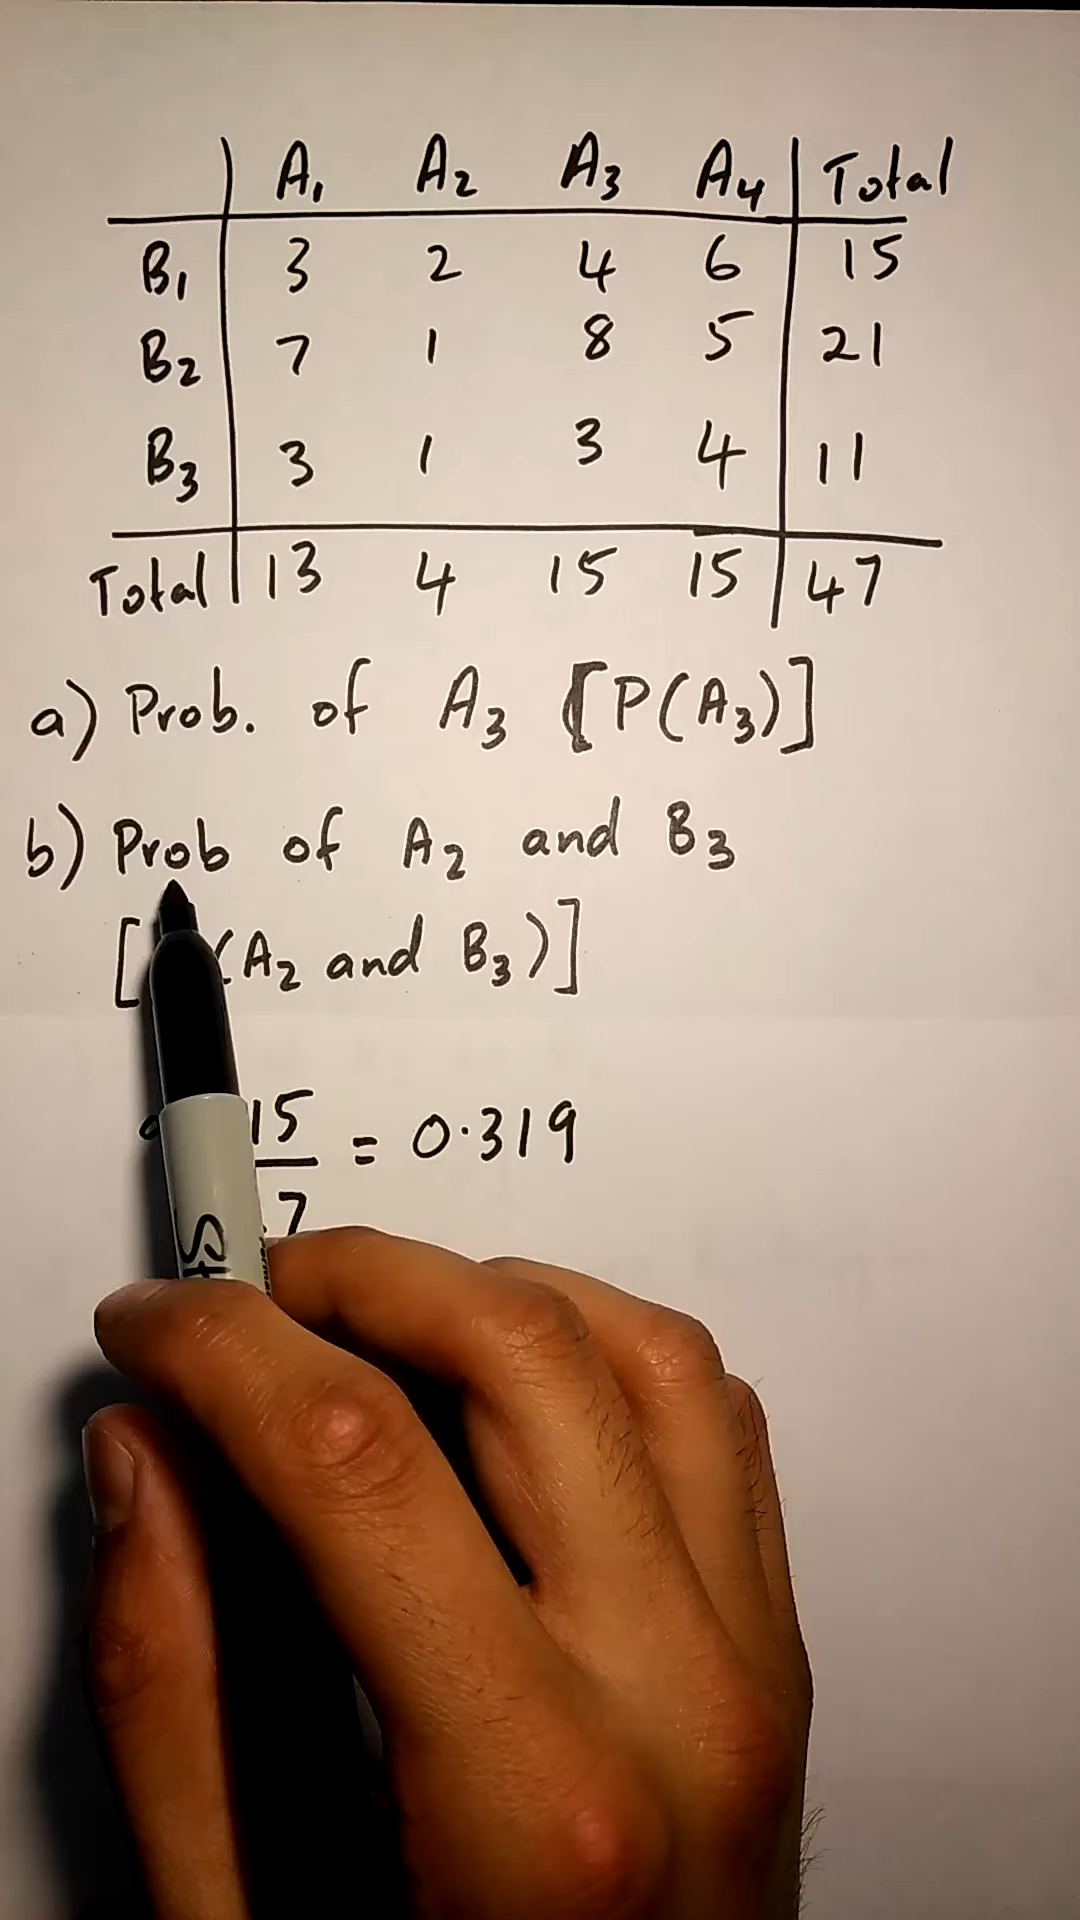 A1 A2 A3 A4 Total
B1 3 2 4 6 15
B2 7 1 8 5 21
B3 3 1 3 4 11
Total 13 4 15 15 47
a) Prob. of A3 [P(A3)]
b) Prob of A2 and B3
[ (A2 and B3)]
15
= 0.319
7